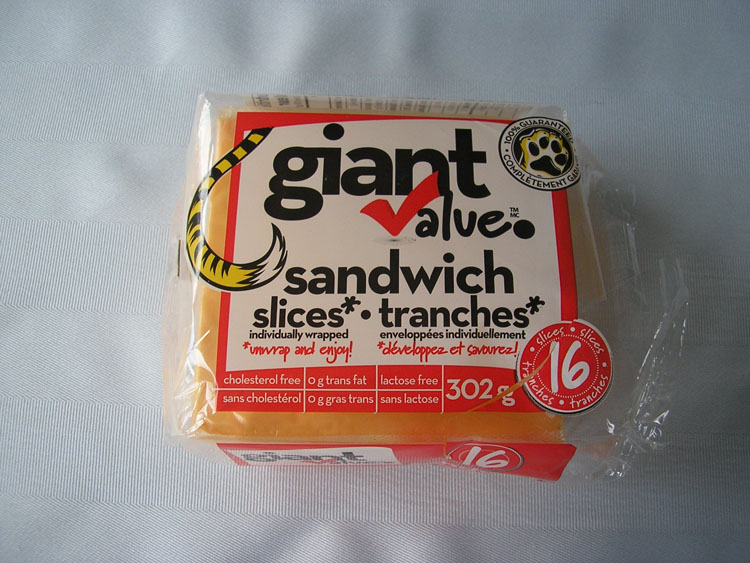 giant
value.™
MC
100% GUARANTEED
COMPLÈTEMENT
sandwich
slices* • tranches*
individually wrapped enveloppées individuellement
*unwrap and enjoy! *développez et savourez!
cholesterol free 0 g trans fat lactose free 302 g
sans cholestérol 0 g gras trans sans lactose
slices • slices
16
tranches • tranches
giant
16